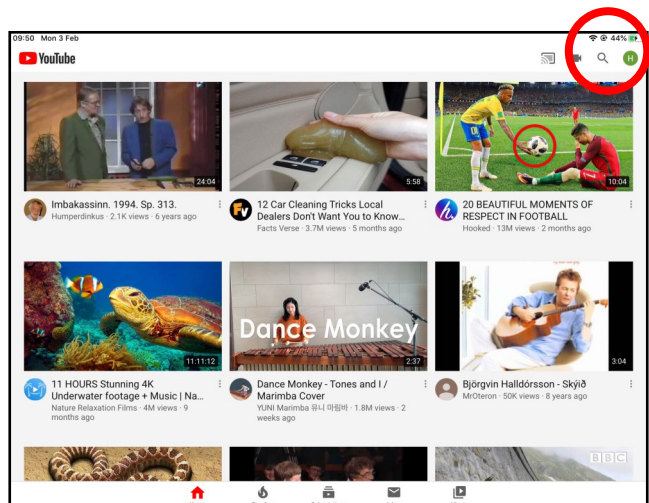 09:50 Mon 3 Feb
44%
YouTube
H
24:04
5:58
10:04
Imbakassinn. 1994. Sp. 313.
Humperdinkus · 2.1K views · 6 years ago
FV
12 Car Cleaning Tricks Local
Dealers Don't Want You to Know...
Facts Verse · 3.7M views · 5 months ago
h
20 BEAUTIFUL MOMENTS OF
RESPECT IN FOOTBALL
Hooked · 13M views · 2 months ago
11:11:12
Dance Monkey
2:37
3:04
11 HOURS Stunning 4K
Underwater footage + Music | Na...
Nature Relaxation Films · 4M views · 9
months ago
Dance Monkey - Tones and I /
Marimba Cover
YUNI Marimba 유니 마림바 · 1.8M views · 2
weeks ago
Björgvin Halldórsson - Skýið
MrOteron · 50K views · 8 years ago
BBC